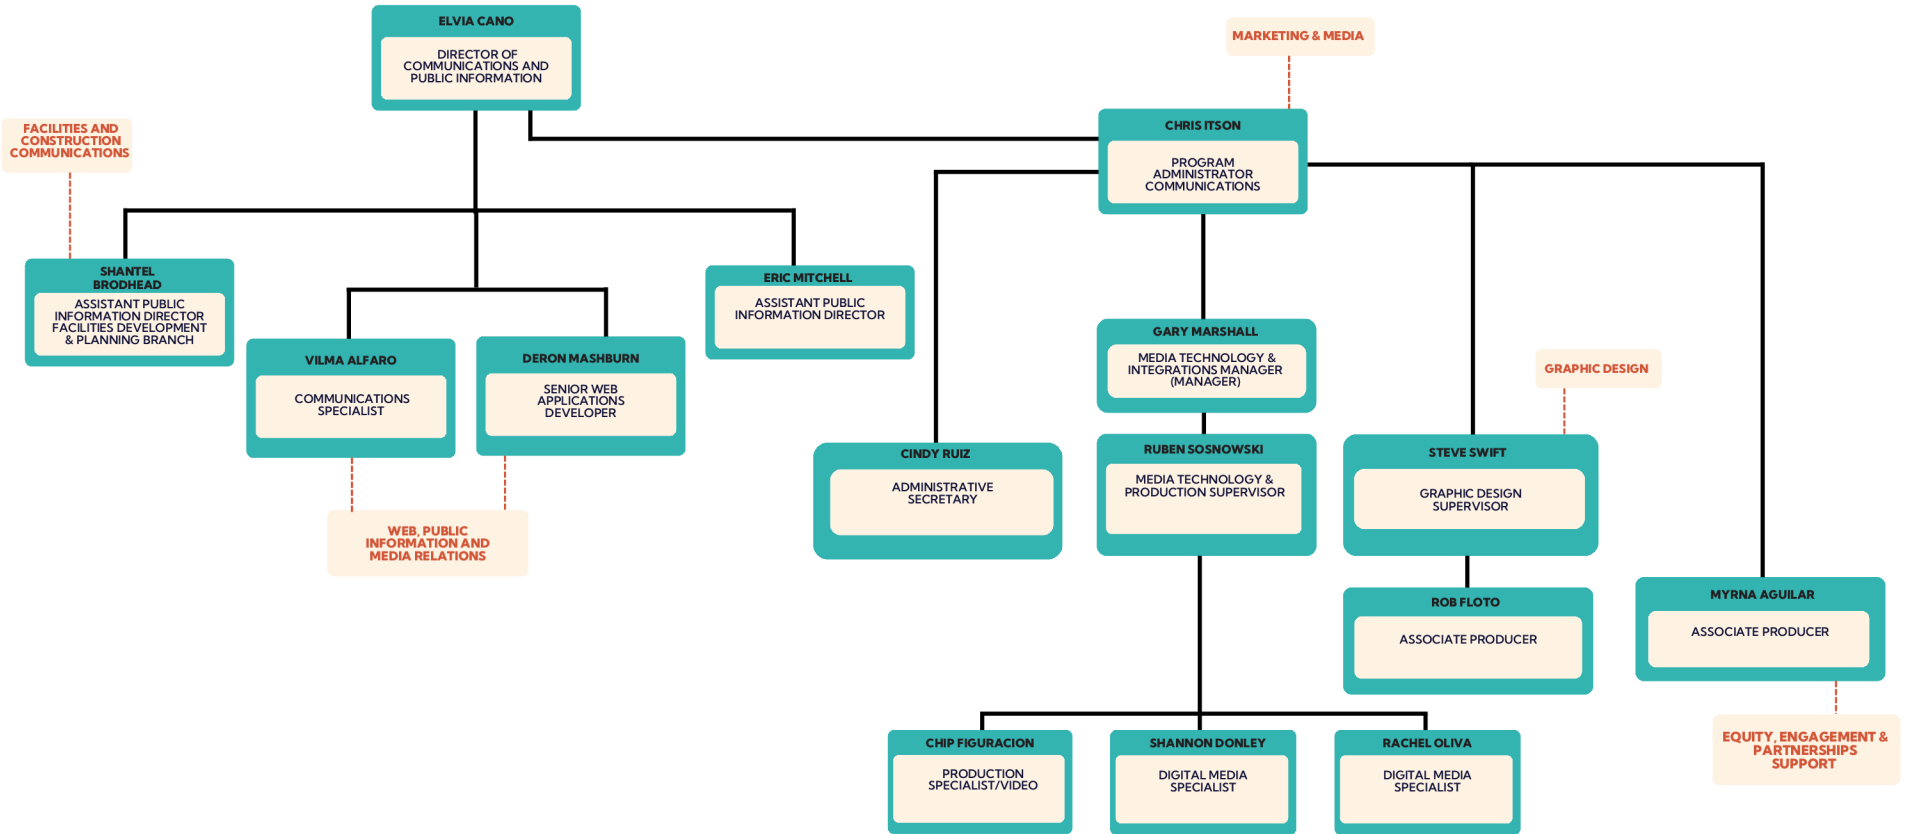 ELVIA CANO
DIRECTOR OF
COMMUNICATIONS AND
PUBLIC INFORMATION
MARKETING & MEDIA
FACILITIES AND
CONSTRUCTION
COMMUNICATIONS
CHRIS ITSON
PROGRAM
ADMINISTRATOR
COMMUNICATIONS
SHANTEL
BRODHEAD
ASSISTANT PUBLIC
INFORMATION DIRECTOR
FACILITIES DEVELOPMENT
& PLANNING BRANCH
VILMA ALFARO
COMMUNICATIONS
SPECIALIST
DERON MASHBURN
SENIOR WEB
APPLICATIONS
DEVELOPER
ERIC MITCHELL
ASSISTANT PUBLIC
INFORMATION DIRECTOR
WEB, PUBLIC
INFORMATION AND
MEDIA RELATIONS
GARY MARSHALL
MEDIA TECHNOLOGY &
INTEGRATIONS MANAGER
(MANAGER)
GRAPHIC DESIGN
CINDY RUIZ
ADMINISTRATIVE
SECRETARY
RUBEN SOSNOWSKI
MEDIA TECHNOLOGY &
PRODUCTION SUPERVISOR
STEVE SWIFT
GRAPHIC DESIGN
SUPERVISOR
ROB FLOTO
ASSOCIATE PRODUCER
MYRNA AGUILAR
ASSOCIATE PRODUCER
EQUITY, ENGAGEMENT &
PARTNERSHIPS
SUPPORT
CHIP FIGURACION
PRODUCTION
SPECIALIST/VIDEO
SHANNON DONLEY
DIGITAL MEDIA
SPECIALIST
RACHEL OLIVA
DIGITAL MEDIA
SPECIALIST